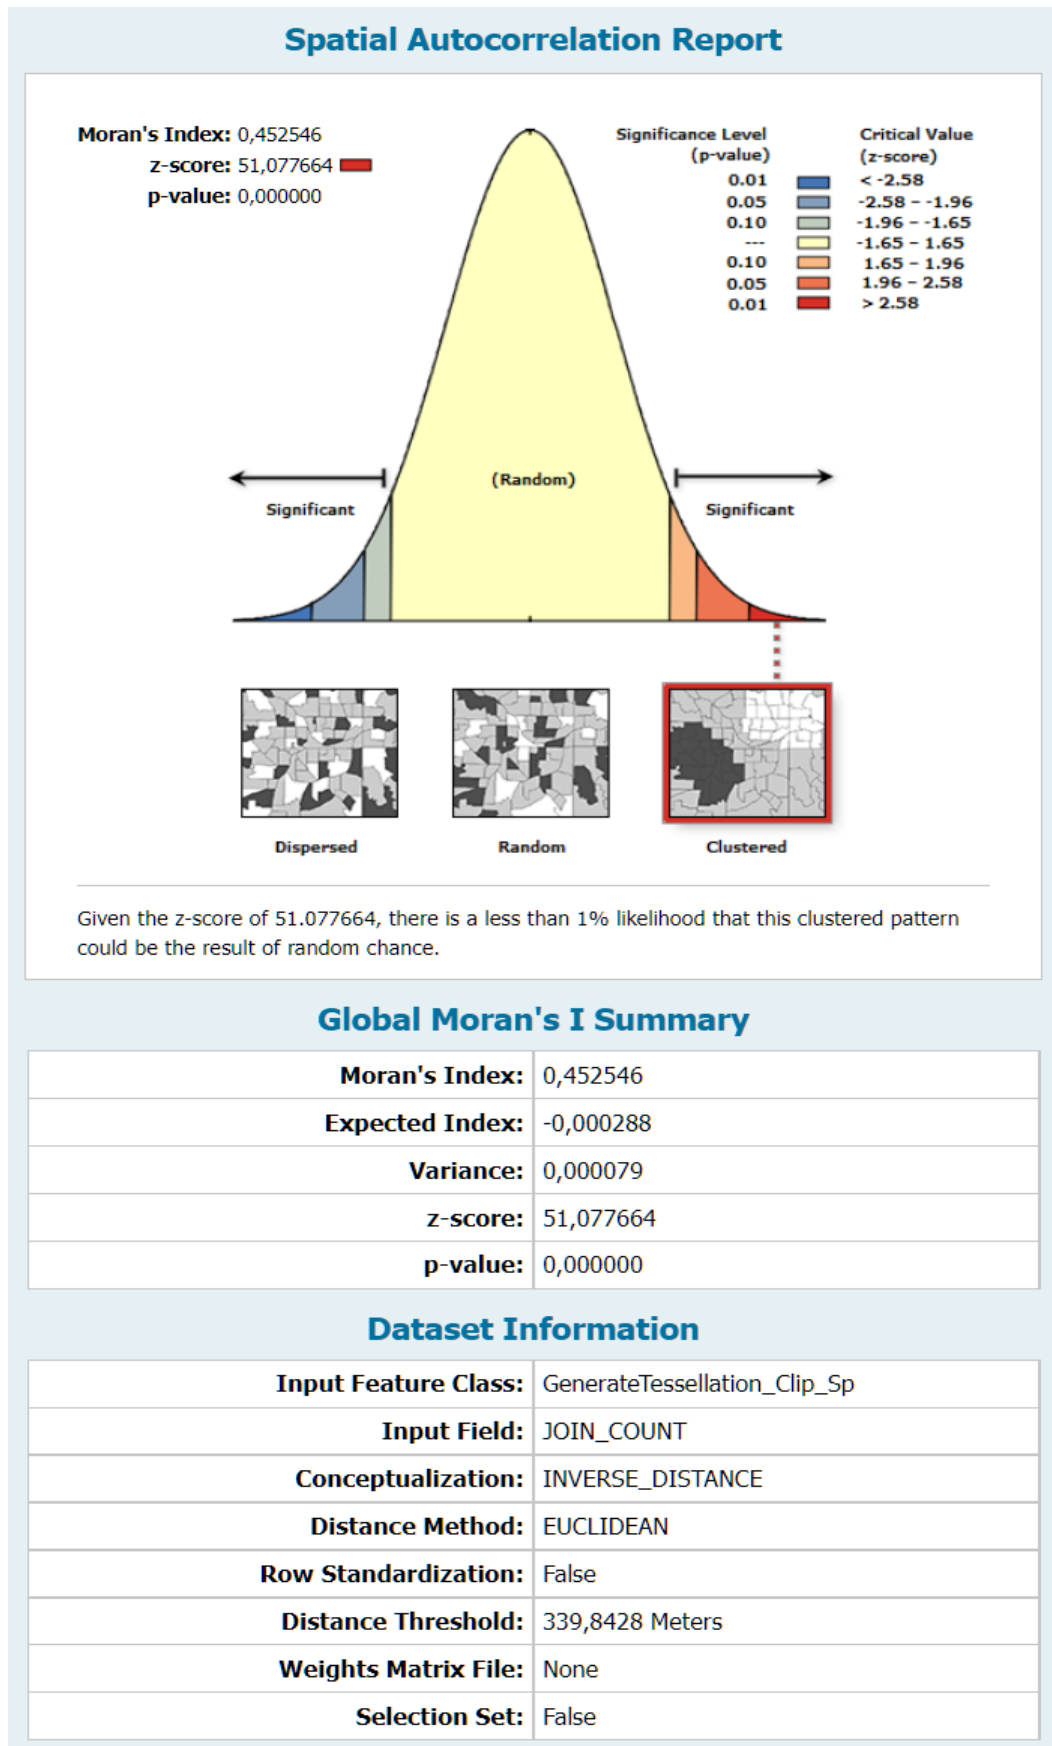 Spatial Autocorrelation Report
Moran's Index: 0,452546
z-score: 51,077664
p-value: 0,000000
Significance Level (p-value) Critical Value (z-score)
0.01 < -2.58
0.05 -2.58 – -1.96
0.10 -1.96 – -1.65
--- -1.65 – 1.65
0.10 1.65 – 1.96
0.05 1.96 – 2.58
0.01 > 2.58
(Random)
Significant Significant
Dispersed Random Clustered
Given the z-score of 51.077664, there is a less than 1% likelihood that this clustered pattern
could be the result of random chance.
Global Moran's I Summary
Moran's Index: 0,452546
Expected Index: -0,000288
Variance: 0,000079
z-score: 51,077664
p-value: 0,000000
Dataset Information
Input Feature Class: GenerateTessellation_Clip_Sp
Input Field: JOIN_COUNT
Conceptualization: INVERSE_DISTANCE
Distance Method: EUCLIDEAN
Row Standardization: False
Distance Threshold: 339,8428 Meters
Weights Matrix File: None
Selection Set: False